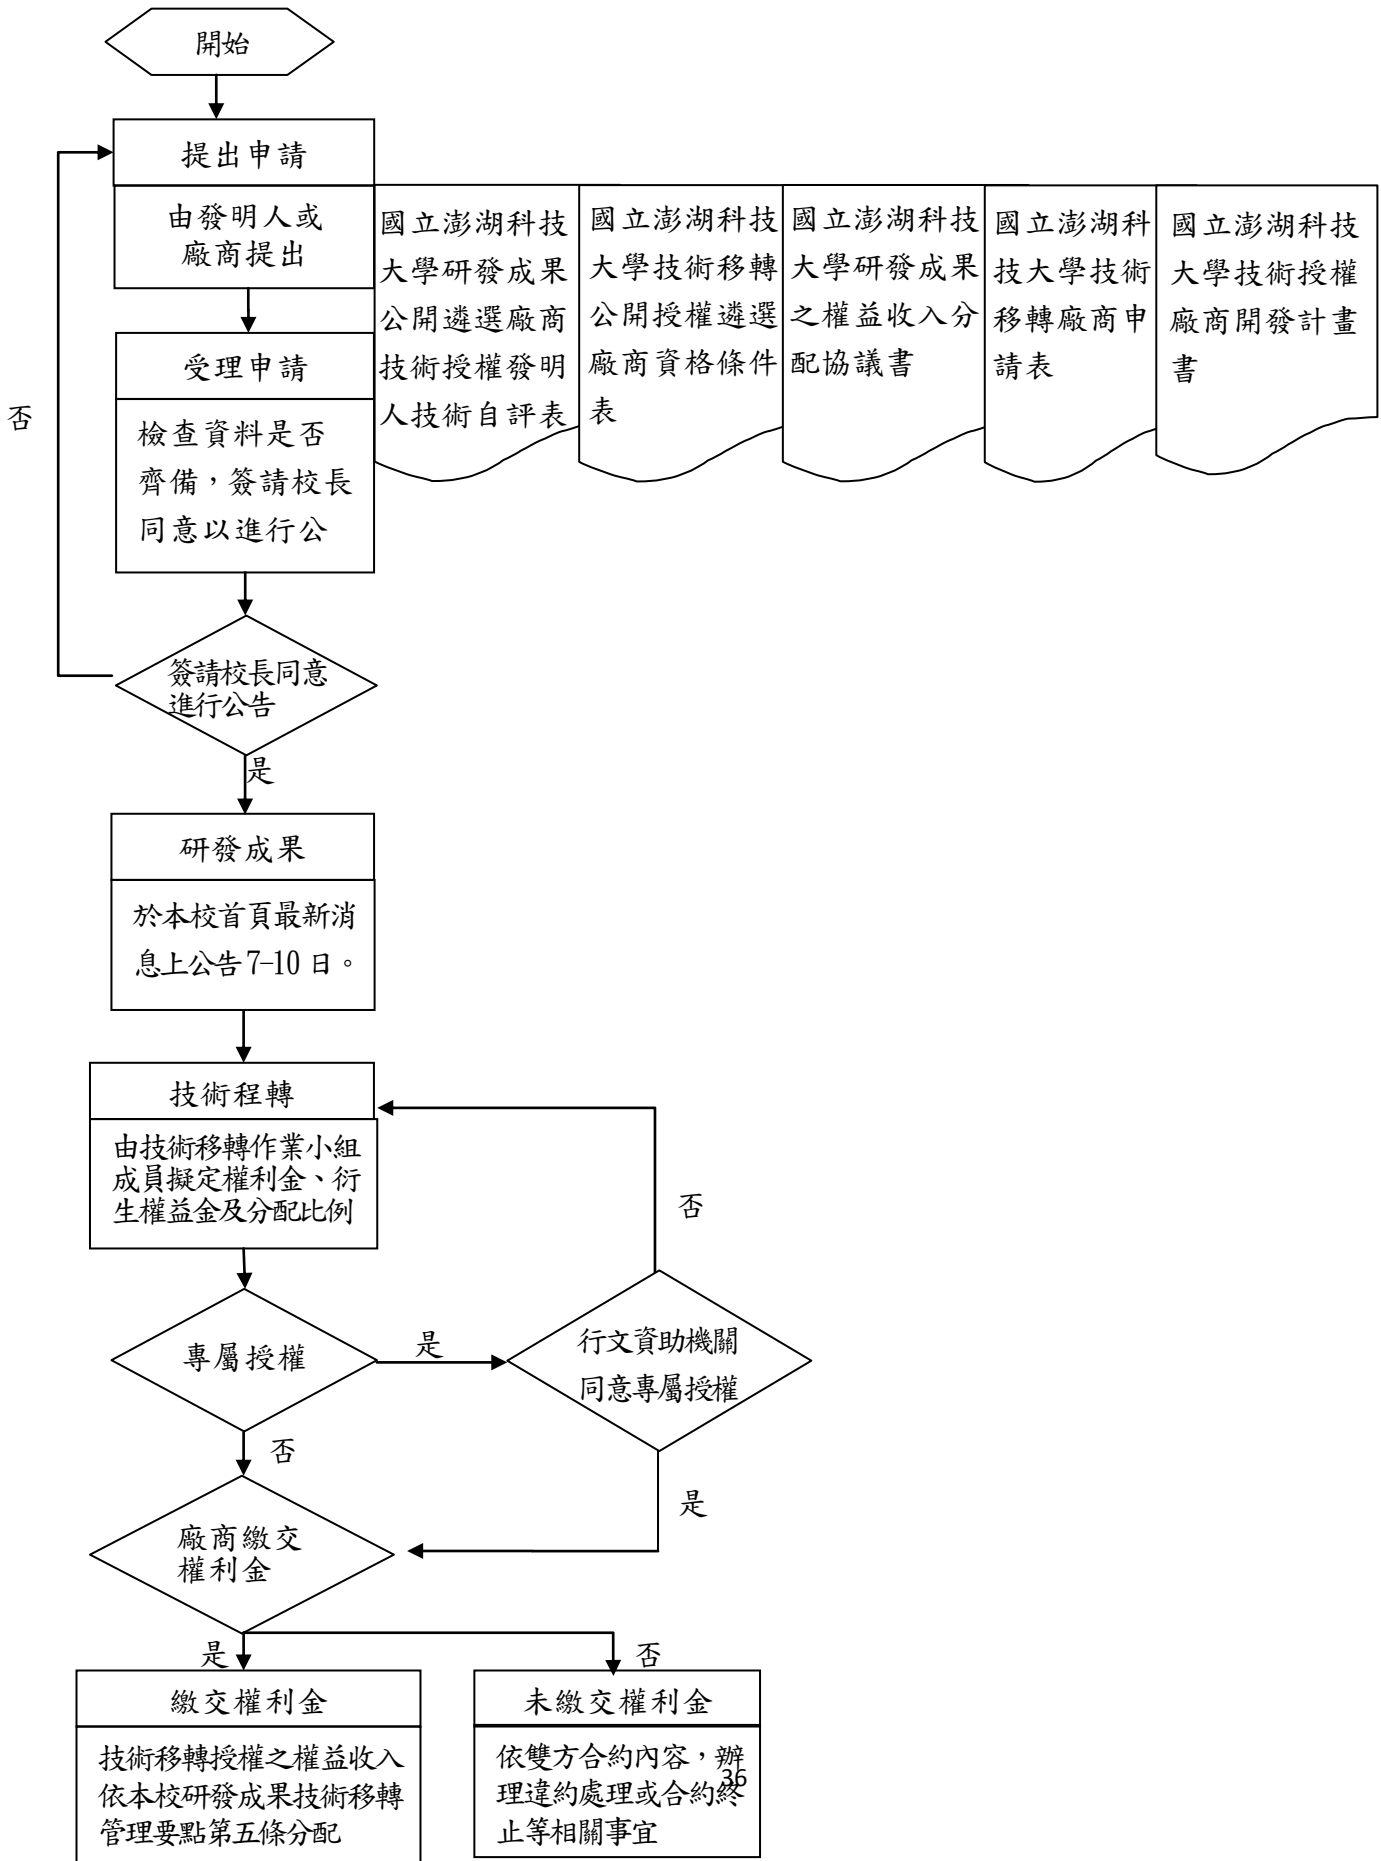 開始
提出申請
由發明人或
廠商提出
國立澎湖科技
大學研發成果
公開遴選廠商
技術授權發明
人技術自評表
國立澎湖科技
大學技術移轉
公開授權遴選
廠商資格條件
表
國立澎湖科技
大學研發成果
之權益收入分
配協議書
國立澎湖科
技大學技術
移轉廠商申
請表
國立澎湖科技
大學技術授權
廠商開發計畫
書
受理申請
檢查資料是否
齊備，簽請校長
同意以進行公
否
簽請校長同意
進行公告
是
研發成果
於本校首頁最新消
息上公告7-10日。
技術程轉
由技術移轉作業小組
成員擬定權利金、衍
生權益金及分配比例
否
專屬授權
是
行文資助機關
同意專屬授權
否
是
廠商繳交
權利金
是
否
繳交權利金
技術移轉授權之權益收入
依本校研發成果技術移轉
管理要點第五條分配
未繳交權利金
依雙方合約內容，辦
理違約處理或合約終
止等相關事宜
36